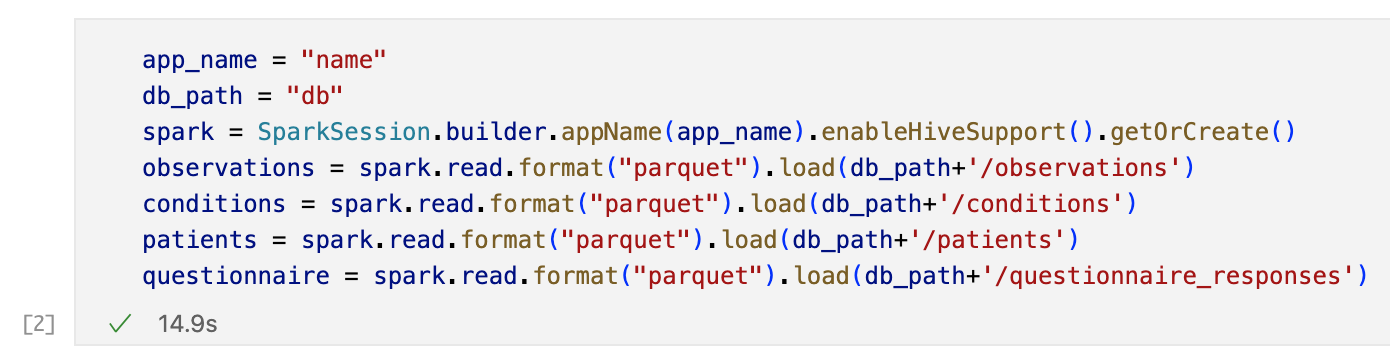 app_name = "name"
db_path = "db"
spark = SparkSession.builder.appName(app_name).enableHiveSupport().getOrCreate()
observations = spark.read.format("parquet").load(db_path+'/observations')
conditions = spark.read.format("parquet").load(db_path+'/conditions')
patients = spark.read.format("parquet").load(db_path+'/patients')
questionnaire = spark.read.format("parquet").load(db_path+'/questionnaire_responses')
[2] ✓ 14.9s